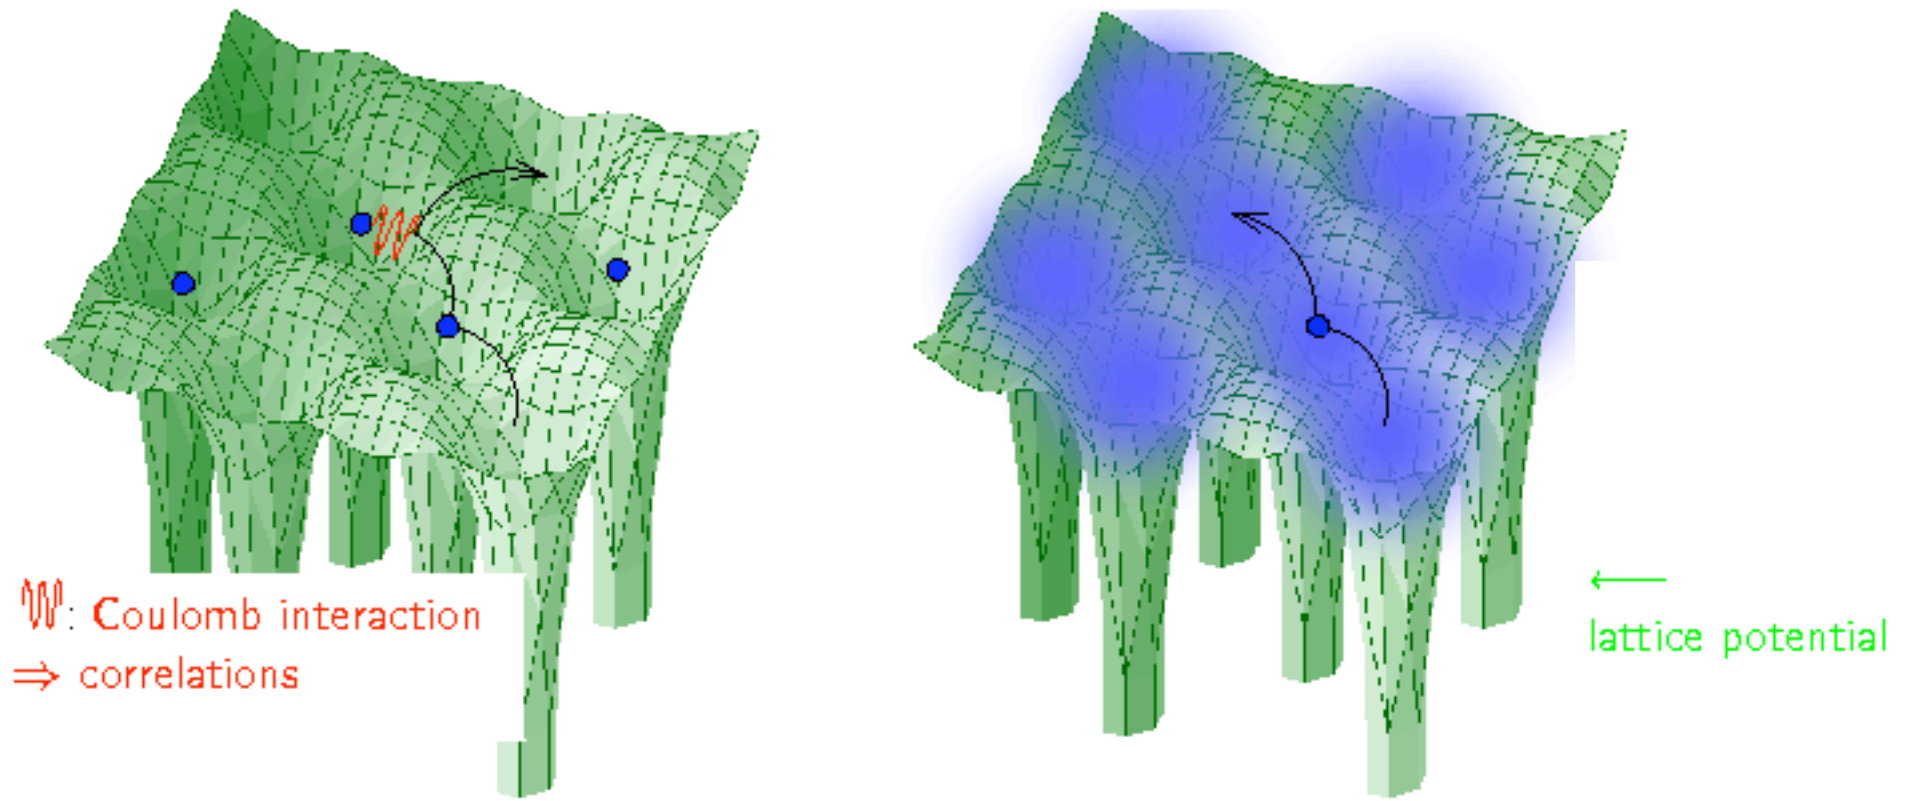 : Coulomb interaction
⇒ correlations
←
lattice potential